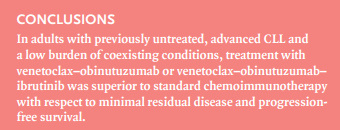 CONCLUSIONS
In adults with previously untreated, advanced CLL and
a low burden of coexisting conditions, treatment with
venetoclax–obinutuzumab or venetoclax–obinutuzumab–
ibrutinib was superior to standard chemoimmunotherapy
with respect to minimal residual disease and progression-
free survival.